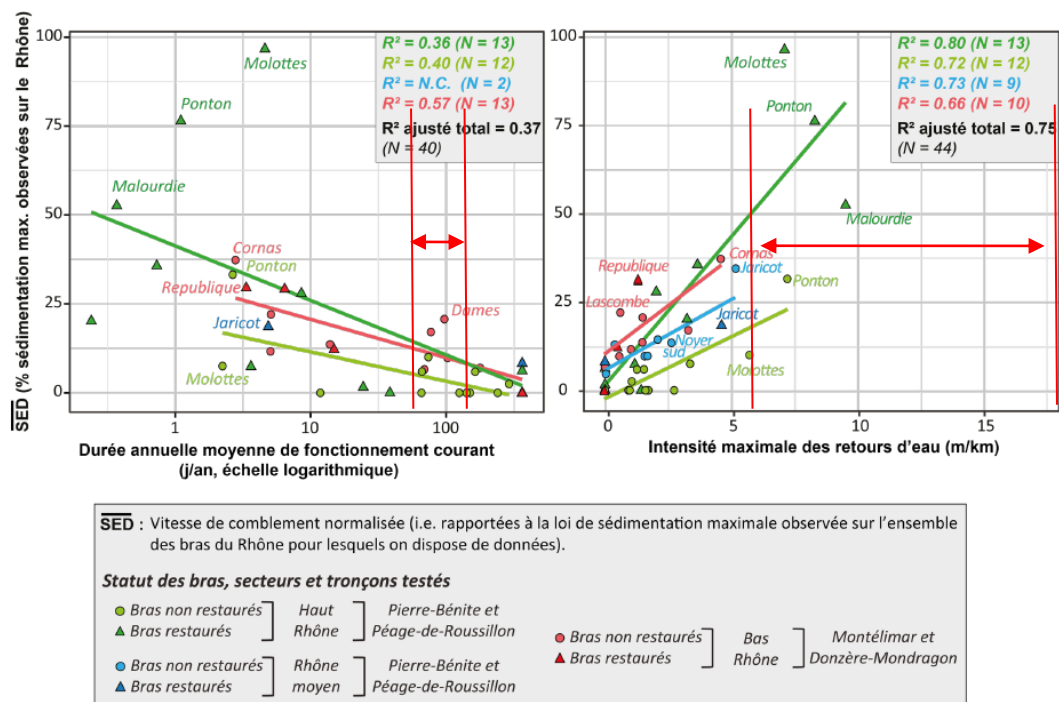 SED (% sédimentation max. observées sur le Rhône)
100
75
50
25
0
1
10
100
Molottes
Ponton
Malourdie
Cornas
Ponton
Republique
Jaricot
Dames
Molottes
R² = 0.36 (N = 13)
R² = 0.40 (N = 12)
R² = N.C. (N = 2)
R² = 0.57 (N = 13)
R² ajusté total = 0.37
(N = 40)
Durée annuelle moyenne de fonctionnement courant
(j/an, échelle logarithmique)
100
75
50
25
0
0
5
10
15
Molottes
Ponton
Malourdie
Republique
Cornas
Jaricot
Ponton
Lascombe
Jaricot
Noyer
sud
Molottes
R² = 0.80 (N = 13)
R² = 0.72 (N = 12)
R² = 0.73 (N = 9)
R² = 0.66 (N = 10)
R² ajusté total = 0.75
(N = 44)
Intensité maximale des retours d'eau (m/km)
SED : Vitesse de comblement normalisée (i.e. rapportées à la loi de sédimentation maximale observée sur l'ensemble
des bras du Rhône pour lesquels on dispose de données).
Statut des bras, secteurs et tronçons testés
Bras non restaurés Haut Pierre-Bénite et
Bras restaurés Rhône Péage-de-Roussillon
Bras non restaurés Rhône Pierre-Bénite et
Bras restaurés moyen Péage-de-Roussillon
Bras non restaurés Bas Montélimar et
Bras restaurés Rhône Donzère-Mondragon